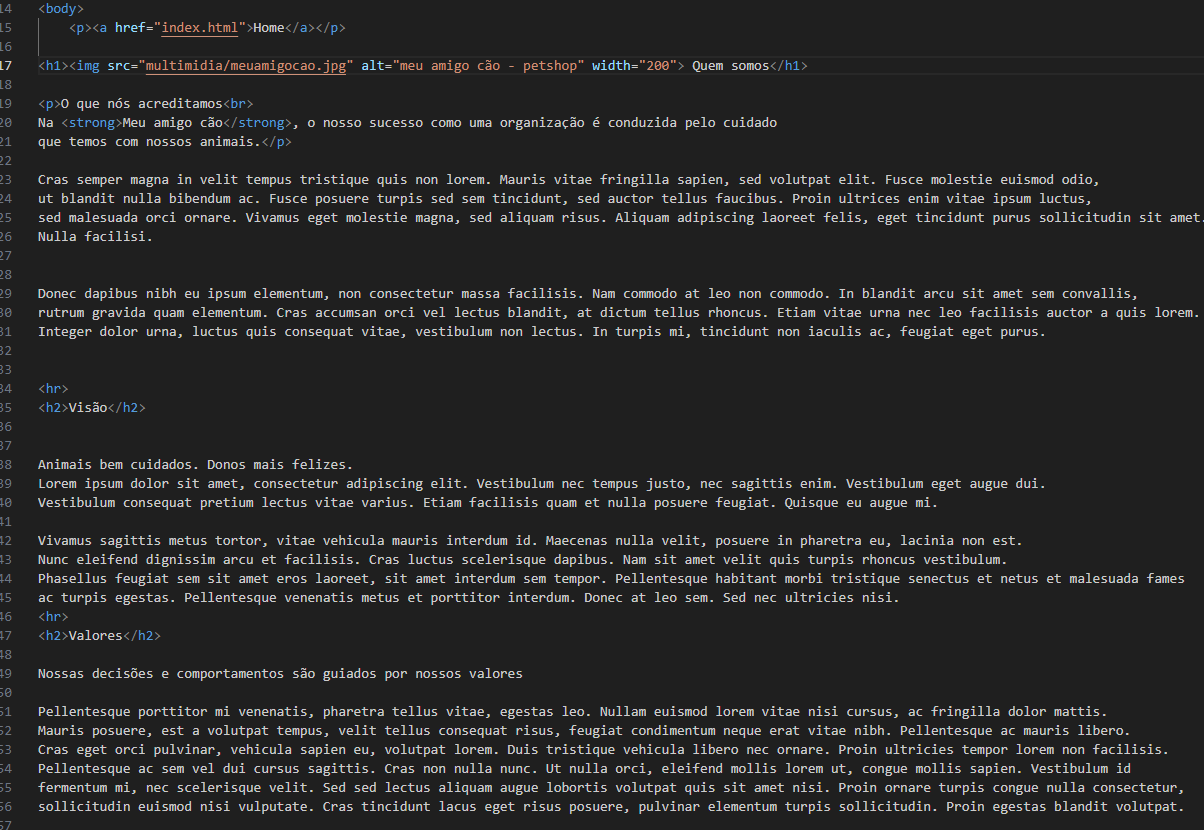 14 <body>
15 <p><a href="index.html">Home</a></p>
16
17 <h1><img src="multimidia/meuamigocao.jpg" alt="meu amigo cão - petshop" width="200"> Quem somos</h1>
18
19 <p>O que nós acreditamos<br>
20 Na <strong>Meu amigo cão</strong>, o nosso sucesso como uma organização é conduzida pelo cuidado
21 que temos com nossos animais.</p>
22
23 Cras semper magna in velit tempus tristique quis non lorem. Mauris vitae fringilla sapien, sed volutpat elit. Fusce molestie euismod odio,
24 ut blandit nulla bibendum ac. Fusce posuere turpis sed sem tincidunt, sed auctor tellus faucibus. Proin ultrices enim vitae ipsum luctus,
25 sed malesuada orci ornare. Vivamus eget molestie magna, sed aliquam risus. Aliquam adipiscing laoreet felis, eget tincidunt purus sollicitudin sit amet.
26 Nulla facilisi.
27
28
29 Donec dapibus nibh eu ipsum elementum, non consectetur massa facilisis. Nam commodo at leo non commodo. In blandit arcu sit amet sem convallis,
30 rutrum gravida quam elementum. Cras accumsan orci vel lectus blandit, at dictum tellus rhoncus. Etiam vitae urna nec leo facilisis auctor a quis lorem.
31 Integer dolor urna, luctus quis consequat vitae, vestibulum non lectus. In turpis mi, tincidunt non iaculis ac, feugiat eget purus.
32
33
34 <hr>
35 <h2>Visão</h2>
36
37
38 Animais bem cuidados. Donos mais felizes.
39 Lorem ipsum dolor sit amet, consectetur adipiscing elit. Vestibulum nec tempus justo, nec sagittis enim. Vestibulum eget augue dui.
40 Vestibulum consequat pretium lectus vitae varius. Etiam facilisis quam et nulla posuere feugiat. Quisque eu augue mi.
41
42 Vivamus sagittis metus tortor, vitae vehicula mauris interdum id. Maecenas nulla velit, posuere in pharetra eu, lacinia non est.
43 Nunc eleifend dignissim arcu et facilisis. Cras luctus scelerisque dapibus. Nam sit amet velit quis turpis rhoncus vestibulum.
44 Phasellus feugiat sem sit amet eros laoreet, sit amet interdum sem tempor. Pellentesque habitant morbi tristique senectus et netus et malesuada fames
45 ac turpis egestas. Pellentesque venenatis metus et porttitor interdum. Donec at leo sem. Sed nec ultricies nisi.
46 <hr>
47 <h2>Valores</h2>
48
49 Nossas decisões e comportamentos são guiados por nossos valores
50
51 Pellentesque porttitor mi venenatis, pharetra tellus vitae, egestas leo. Nullam euismod lorem vitae nisi cursus, ac fringilla dolor mattis.
52 Mauris posuere, est a volutpat tempus, velit tellus consequat risus, feugiat condimentum neque erat vitae nibh. Pellentesque ac mauris libero.
53 Cras eget orci pulvinar, vehicula sapien eu, volutpat lorem. Duis tristique vehicula libero nec ornare. Proin ultricies tempor lorem non facilisis.
54 Pellentesque ac sem vel dui cursus sagittis. Cras non nulla nunc. Ut nulla orci, eleifend mollis lorem ut, congue mollis sapien. Vestibulum id
55 fermentum mi, nec scelerisque velit. Sed sed lectus aliquam augue lobortis volutpat quis sit amet nisi. Proin ornare turpis congue nulla consectetur,
56 sollicitudin euismod nisi vulputate. Cras tincidunt lacus eget risus posuere, pulvinar elementum turpis sollicitudin. Proin egestas blandit volutpat.
57